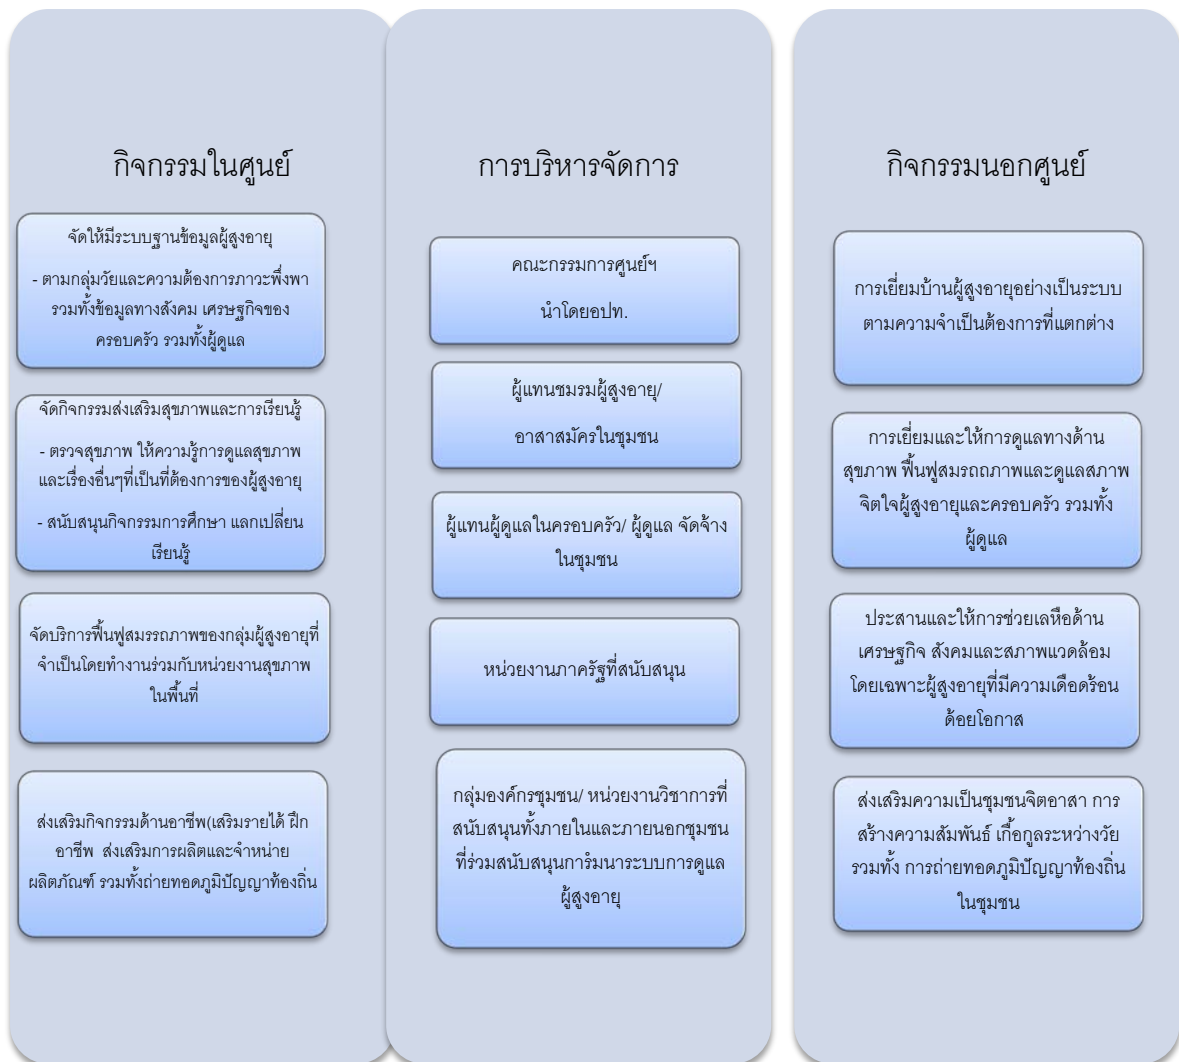 กิจกรรมในศูนย์
จัดให้มีระบบฐานข้อมูลผู้สูงอายุ
- ตามกลุ่มวัยและความต้องการภาวะพึ่งพา
รวมทั้งข้อมูลทางสังคม เศรษฐกิจของ
ครอบครัว รวมทั้งผู้ดูแล
จัดกิจกรรมส่งเสริมสุขภาพและการเรียนรู้
- ตรวจสุขภาพ ให้ความรู้การดูแลสุขภาพ
และเรื่องอื่นๆที่เป็นที่ต้องการของผู้สูงอายุ
- สนับสนุนกิจกรรมการศึกษา แลกเปลี่ยน
เรียนรู้
จัดบริการฟื้นฟูสมรรถภาพของกลุ่มผู้สูงอายุที่
จำเป็นโดยทำงานร่วมกับหน่วยงานสุขภาพ
ในพื้นที่
ส่งเสริมกิจกรรมด้านอาชีพ(เสริมรายได้ ฝึก
อาชีพ ส่งเสริมการผลิตและจำหน่าย
ผลิตภัณฑ์ รวมทั้งถ่ายทอดภูมิปัญญาท้องถิ่น
การบริหารจัดการ
คณะกรรมการศูนย์ฯ
นำโดยอปท.
ผู้แทนชมรมผู้สูงอายุ/
อาสาสมัครในชุมชน
ผู้แทนผู้ดูแลในครอบครัว/ ผู้ดูแล จัดจ้าง
ในชุมชน
หน่วยงานภาครัฐที่สนับสนุน
กลุ่มองค์กรชุมชน/ หน่วยงานวิชาการที่
สนับสนุนทั้งภายในและภายนอกชุมชน
ที่ร่วมสนับสนุนการ์มนาระบบการดูแล
ผู้สูงอายุ
กิจกรรมนอกศูนย์
การเยี่ยมบ้านผู้สูงอายุอย่างเป็นระบบ
ตามความจำเป็นต้องการที่แตกต่าง
การเยี่ยมและให้การดูแลทางด้าน
สุขภาพ ฟื้นฟูสมรถถภาพและดูแลสภาพ
จิตใจผู้สูงอายุและครอบครัว รวมทั้ง
ผู้ดูแล
ประสานและให้การช่วยเลหือด้าน
เศรษฐกิจ สังคมและสภาพแวดล้อม
โดยเฉพาะผู้สูงอายุที่มีความเดือดร้อน
ด้อยโอกาส
ส่งเสริมความเป็นชุมชนจิตอาสา การ
สร้างความสัมพันธ์ เกื้อกูลระหว่างวัย
รวมทั้ง การถ่ายทอดภูมิปัญญาท้องถิ่น
ในชุมชน